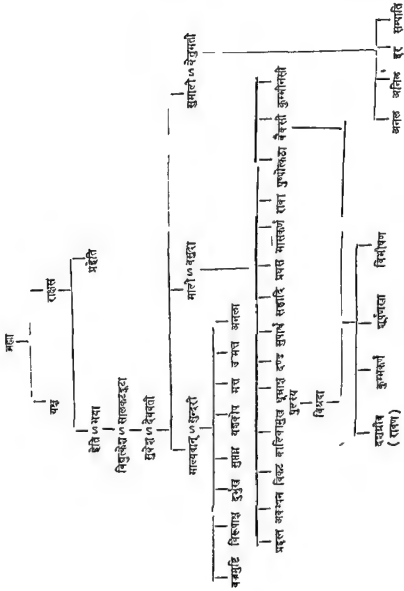 ब्रह्मा
यक्ष राक्षस
हेति ऽ भया प्रहेति
विद्युत्केश ऽ सालकटङ्कटा
सुकेश ऽ देववती
माल्यवान् ऽ सुन्दरी माली ऽ वसुदा सुमाली ऽ केतुमती
वज्रमुष्टि विरूपाक्ष दुर्मुख सुप्तघ्न यज्ञकोप मत्त उन्मत्त अनला
प्रहस्त अकम्पन विकट कालिकामुख धूम्राक्ष दण्ड सुपार्श्व संह्रादि प्रघस भासकर्ण राका पुष्पोत्कटा कैकसी कुम्भीनसी
अनल अनिल हर सम्पाति
पुलस्त्य
विश्रवा
दशग्रीव कुम्भकर्ण शूर्पणखा विभीषण
(रावण)